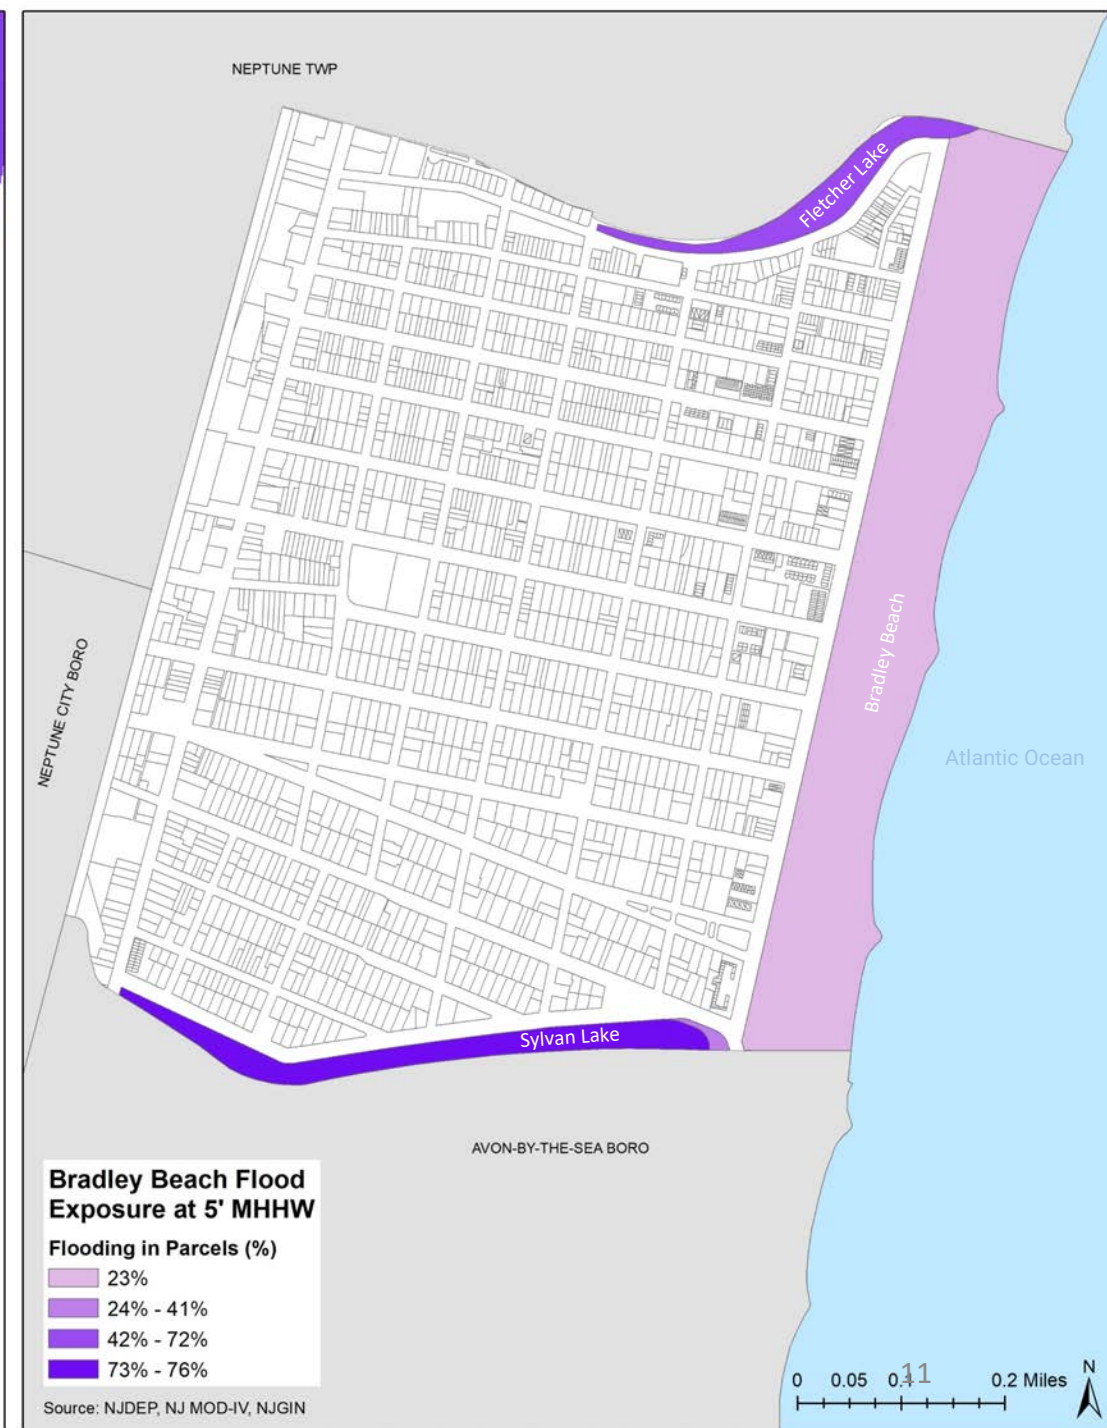 NEPTUNE TWP
Fletcher Lake
Bradley Beach
NEPTUNE CITY BORO
Atlantic Ocean
Sylvan Lake
AVON-BY-THE-SEA BORO
Bradley Beach Flood
Exposure at 5' MHHW
Flooding in Parcels (%)
23%
24% - 41%
42% - 72%
73% - 76%
Source: NJDEP, NJ MOD-IV, NJGIN
11
N
0 0.05 0.1 0.2 Miles